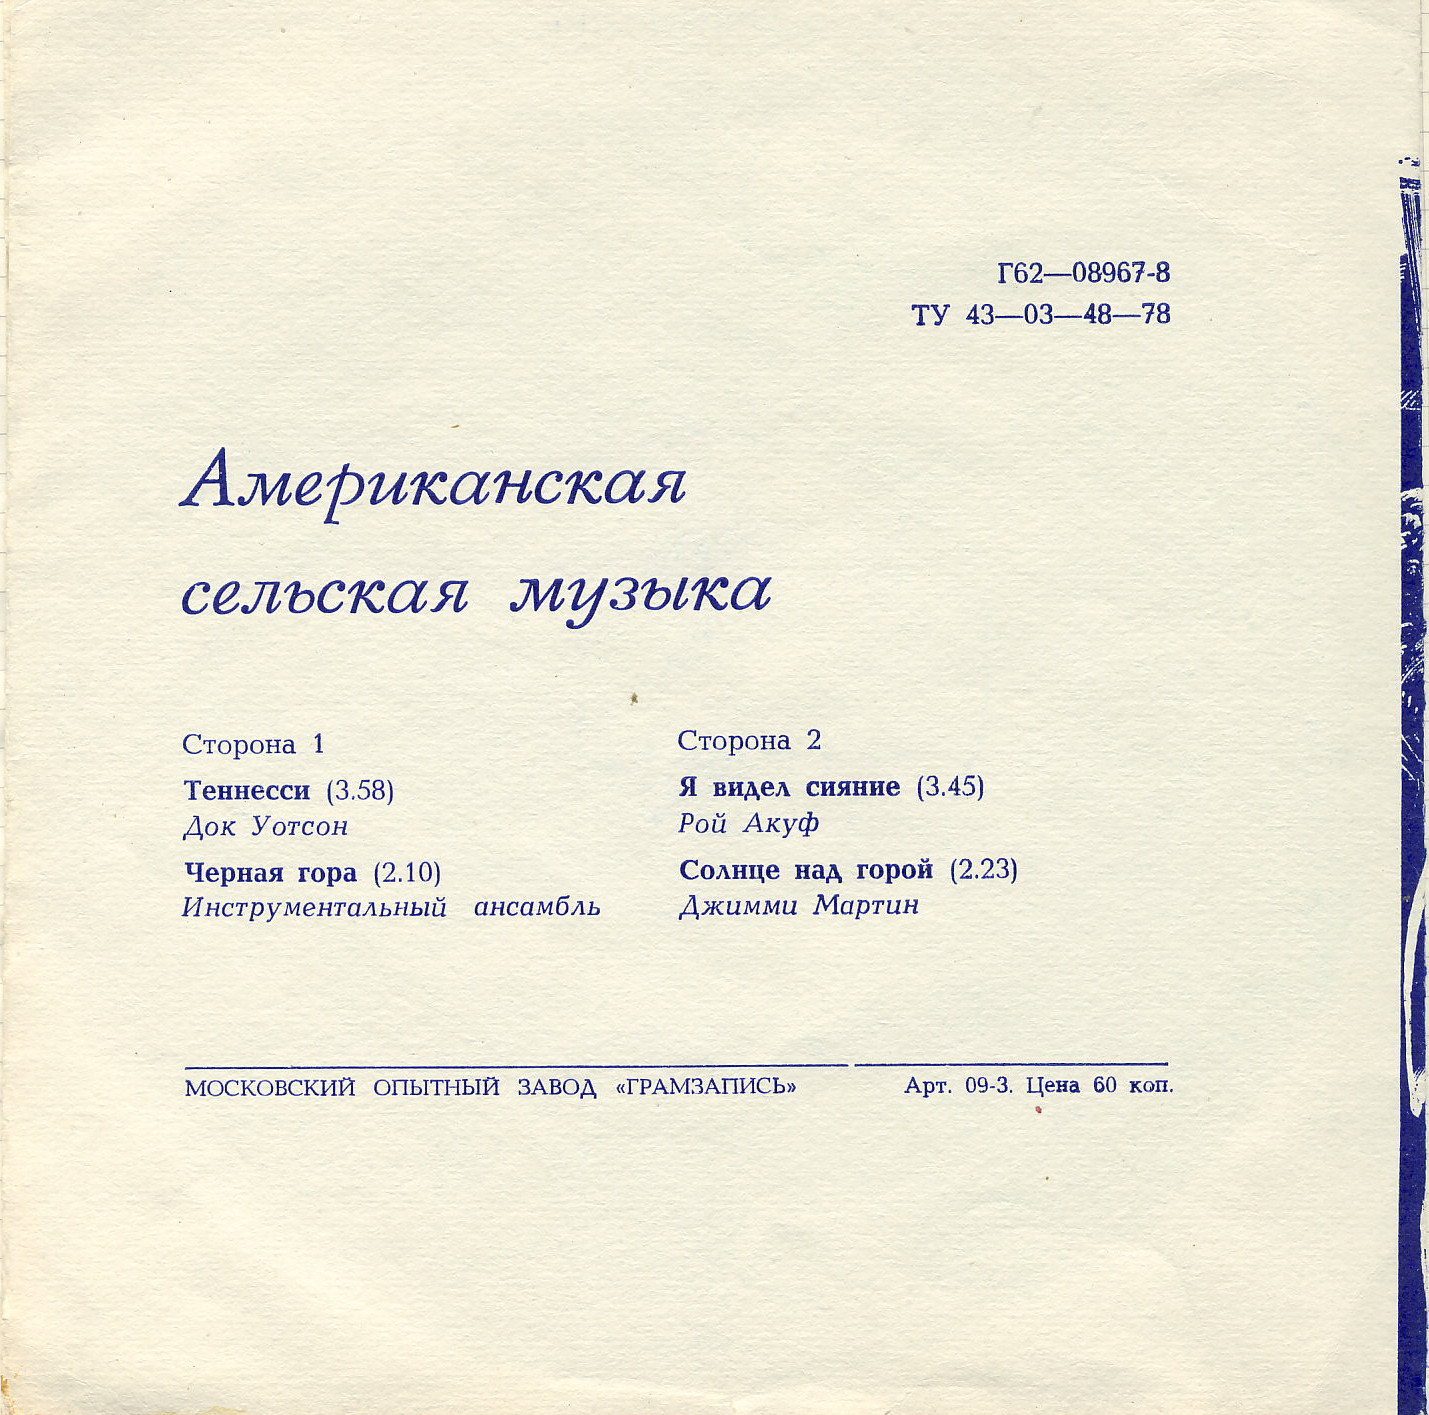 Г62—08967-8
ТУ 43—03—48—78
Американская
сельская музыка
Сторона 1
Теннесси (3.58)
Док Уотсон
Черная гора (2.10)
Инструментальный ансамбль
Сторона 2
Я видел сияние (3.45)
Рой Акуф
Солнце над горой (2.23)
Джимми Мартин
МОСКОВСКИЙ ОПЫТНЫЙ ЗАВОД «ГРАМЗАПИСЬ»
Арт. 09-3. Цена 60 коп.